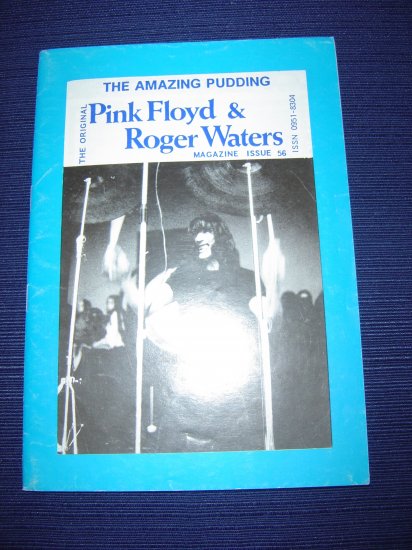 THE AMAZING PUDDING
THE ORIGINAL
Pink Floyd &
Roger Waters
MAGAZINE ISSUE 56
ISSN 0951-8304